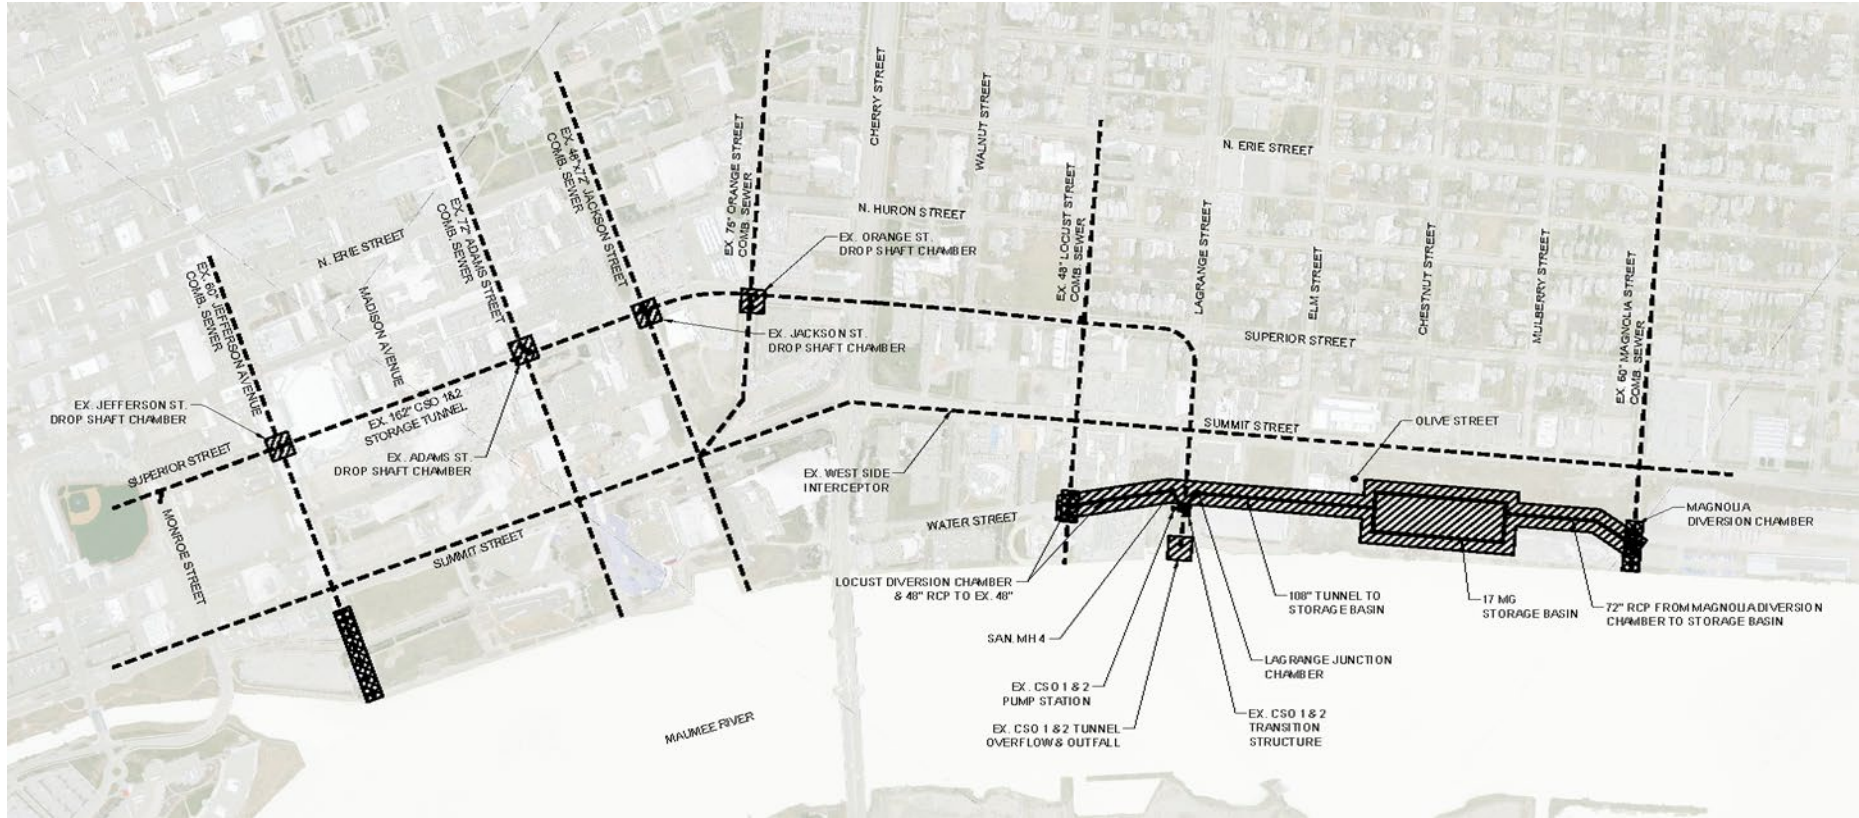 CHERRY STREET
WALNUT STREET
N. ERIE STREET
EX. 48"x72" JACKSON STREET
COMB. SEWER
EX. 75" ORANGE STREET
COMB. SEWER
EX. 48" LOCUST STREET
COMB. SEWER
N. HURON STREET
LAGRANGE STREET
ELM STREET
CHESTNUT STREET
MULBERRY STREET
EX. 60" MAGNOLIA STREET
COMB. SEWER
EX. 72" ADAMS STREET
COMB. SEWER
N. ERIE STREET
EX. ORANGE ST.
DROP SHAFT CHAMBER
EX. 60" JEFFERSON AVENUE
COMB. SEWER
MADISON AVENUE
EX. JACKSON ST.
DROP SHAFT CHAMBER
SUPERIOR STREET
EX. JEFFERSON ST.
DROP SHAFT CHAMBER
EX. 162" CSO 1&2
STORAGE TUNNEL
EX. ADAMS ST.
DROP SHAFT CHAMBER
SUPERIOR STREET
MONROE STREET
SUMMIT STREET
EX. WEST SIDE
INTERCEPTOR
SUMMIT STREET
OLIVE STREET
WATER STREET
MAGNOLIA
DIVERSION CHAMBER
LOCUST DIVERSION CHAMBER
& 48" RCP TO EX. 48"
108" TUNNEL TO
STORAGE BASIN
17 MG
STORAGE BASIN
72" RCP FROM MAGNOLIA DIVERSION
CHAMBER TO STORAGE BASIN
SAN. MH 4
LAGRANGE JUNCTION
CHAMBER
EX. CSO 1 & 2
PUMP STATION
EX. CSO 1 & 2 TUNNEL
OVERFLOW & OUTFALL
EX. CSO 1 & 2
TRANSITION
STRUCTURE
MAUMEE RIVER